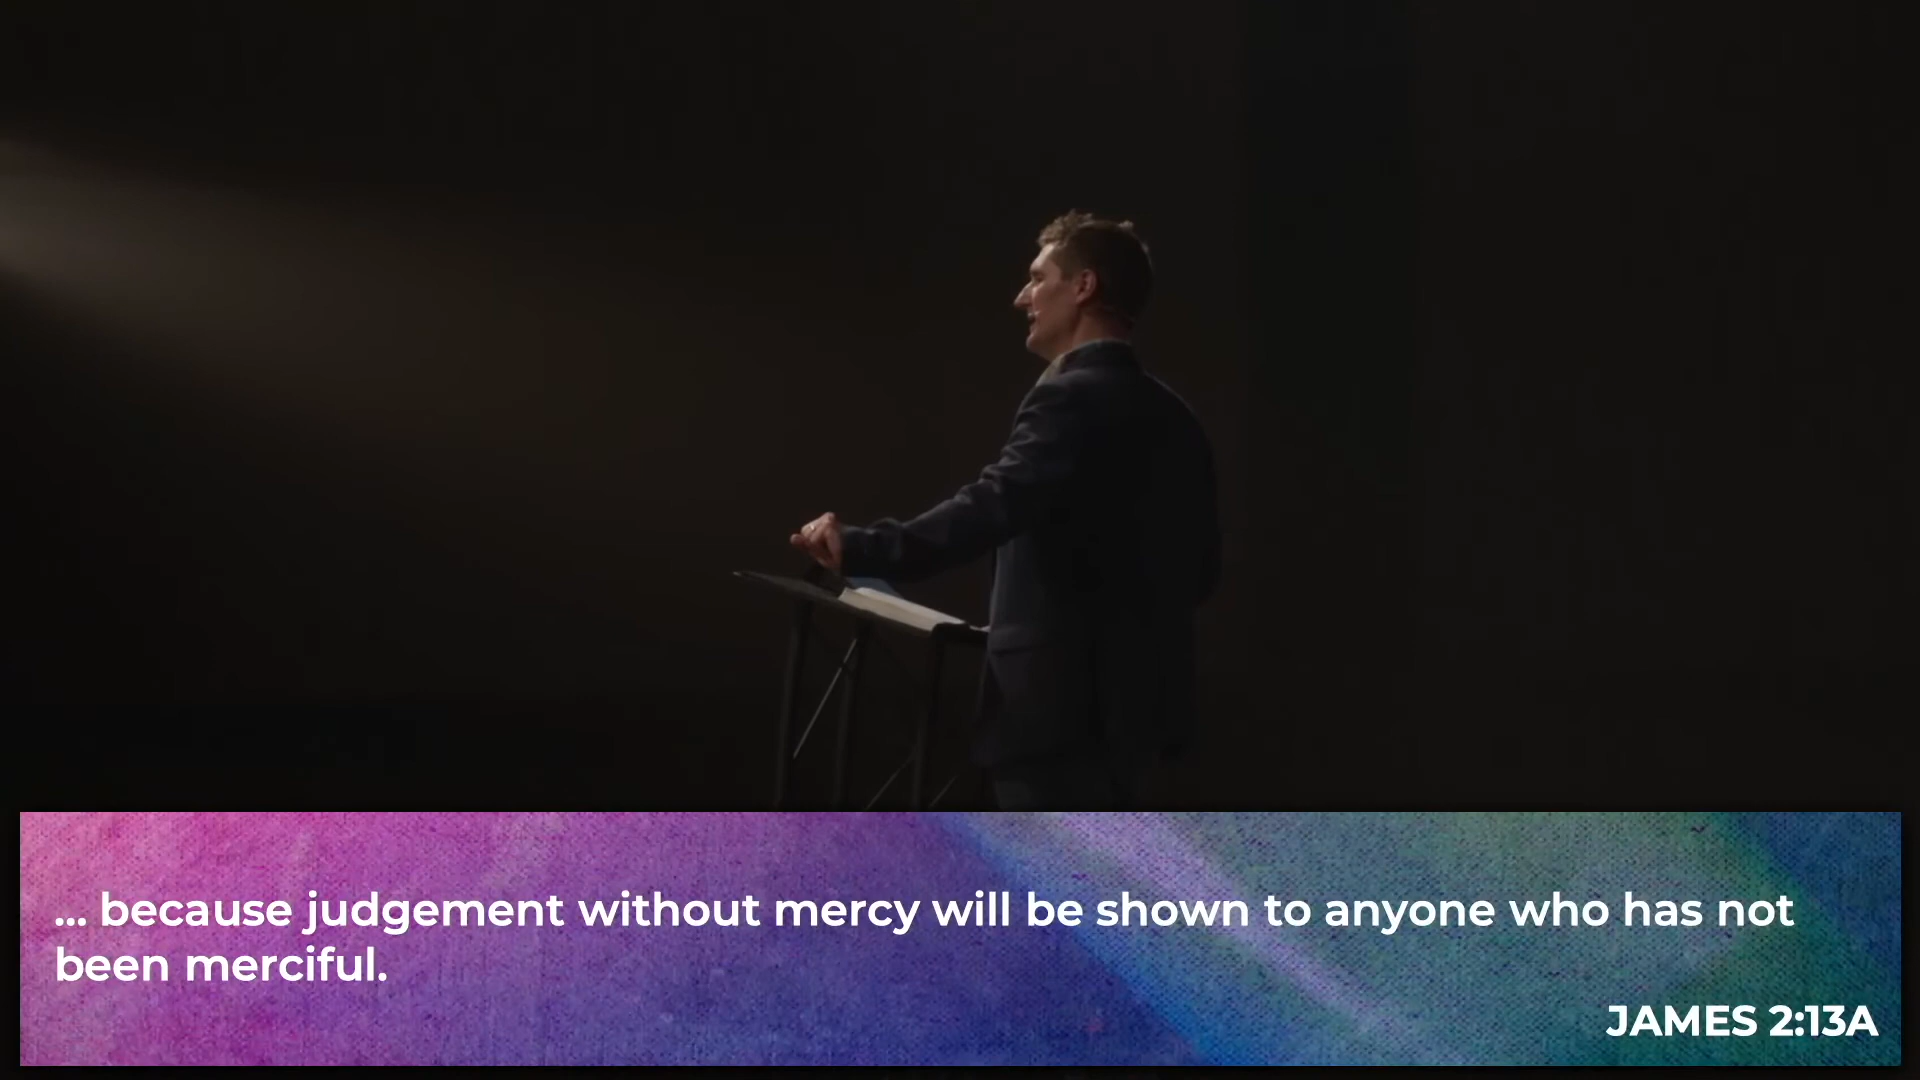 ... because judgement without mercy will be shown to anyone who has not
been merciful.
JAMES 2:13A